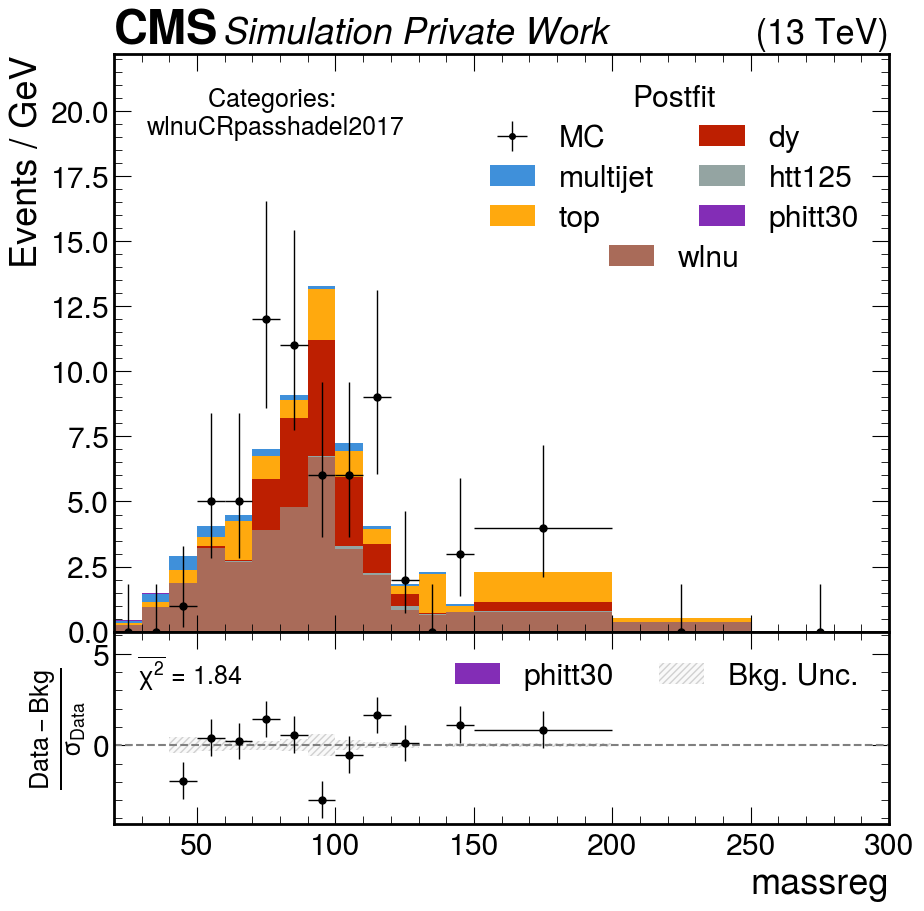 CMS Simulation Private Work (13 TeV)
Events / GeV
Categories:
wlnuCRpasshadel2017
Postfit
MC
multijet
top
dy
htt125
phitt30
wlnu
20.0
17.5
15.0
12.5
10.0
7.5
5.0
2.5
0.0
χ² = 1.84
phitt30
Bkg. Unc.
Data – Bkg
σData
5
0
50 100 150 200 250 300
massreg